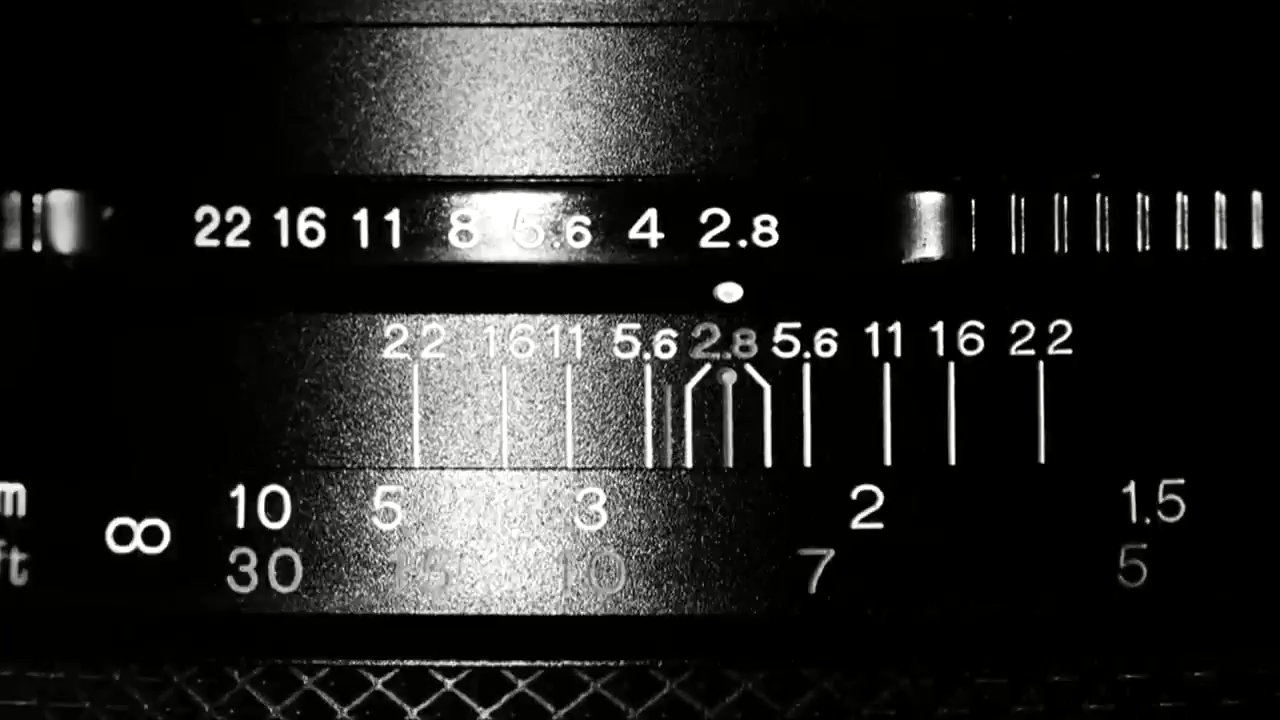 22 16 11 8 5.6 4 2.8
22 16 11 5.6 2.8 5.6 11 16 22
m ∞ 10 5 3 2 1.5
ft 30 15 10 7 5